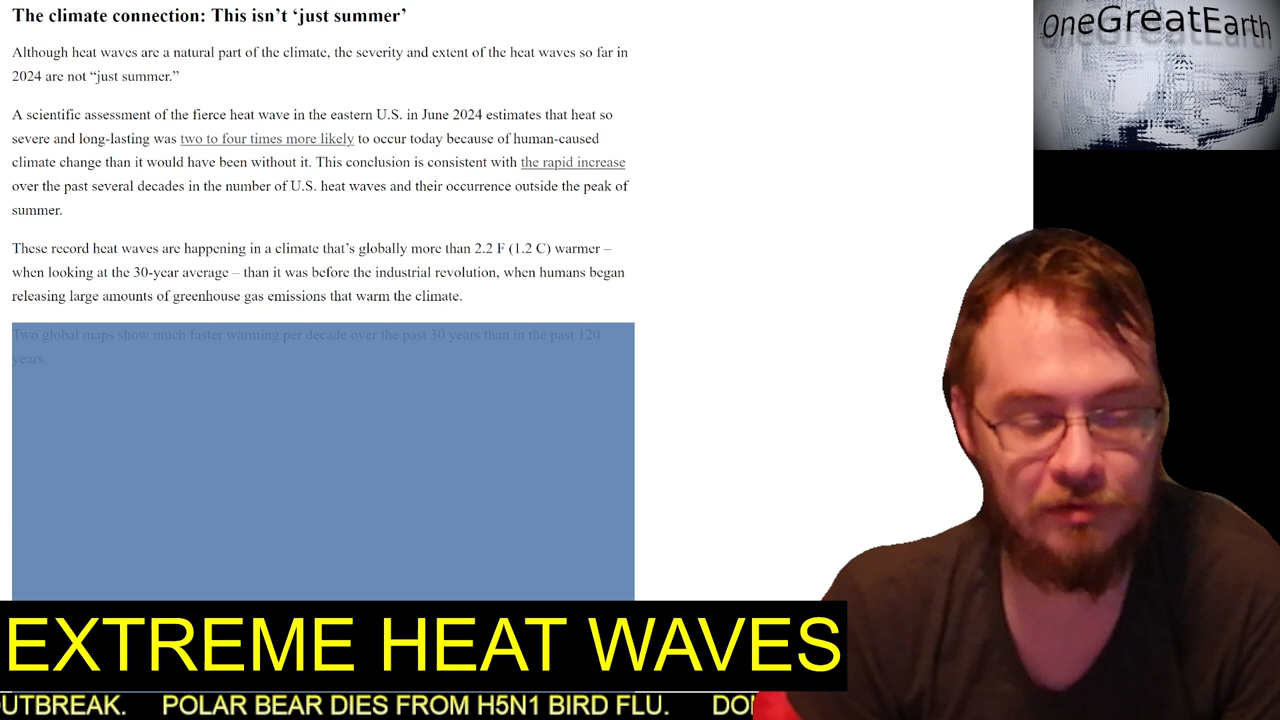 The climate connection: This isn’t ‘just summer’
Although heat waves are a natural part of the climate, the severity and extent of the heat waves so far in
2024 are not “just summer.”
A scientific assessment of the fierce heat wave in the eastern U.S. in June 2024 estimates that heat so
severe and long-lasting was two to four times more likely to occur today because of human-caused
climate change than it would have been without it. This conclusion is consistent with the rapid increase
over the past several decades in the number of U.S. heat waves and their occurrence outside the peak of
summer.
These record heat waves are happening in a climate that’s globally more than 2.2 F (1.2 C) warmer –
when looking at the 30-year average – than it was before the industrial revolution, when humans began
releasing large amounts of greenhouse gas emissions that warm the climate.
Two global maps show much faster warming per decade over the past 30 years than in the past 120
years.
OneGreatEarth
EXTREME HEAT WAVES
OUTBREAK. POLAR BEAR DIES FROM H5N1 BIRD FLU.